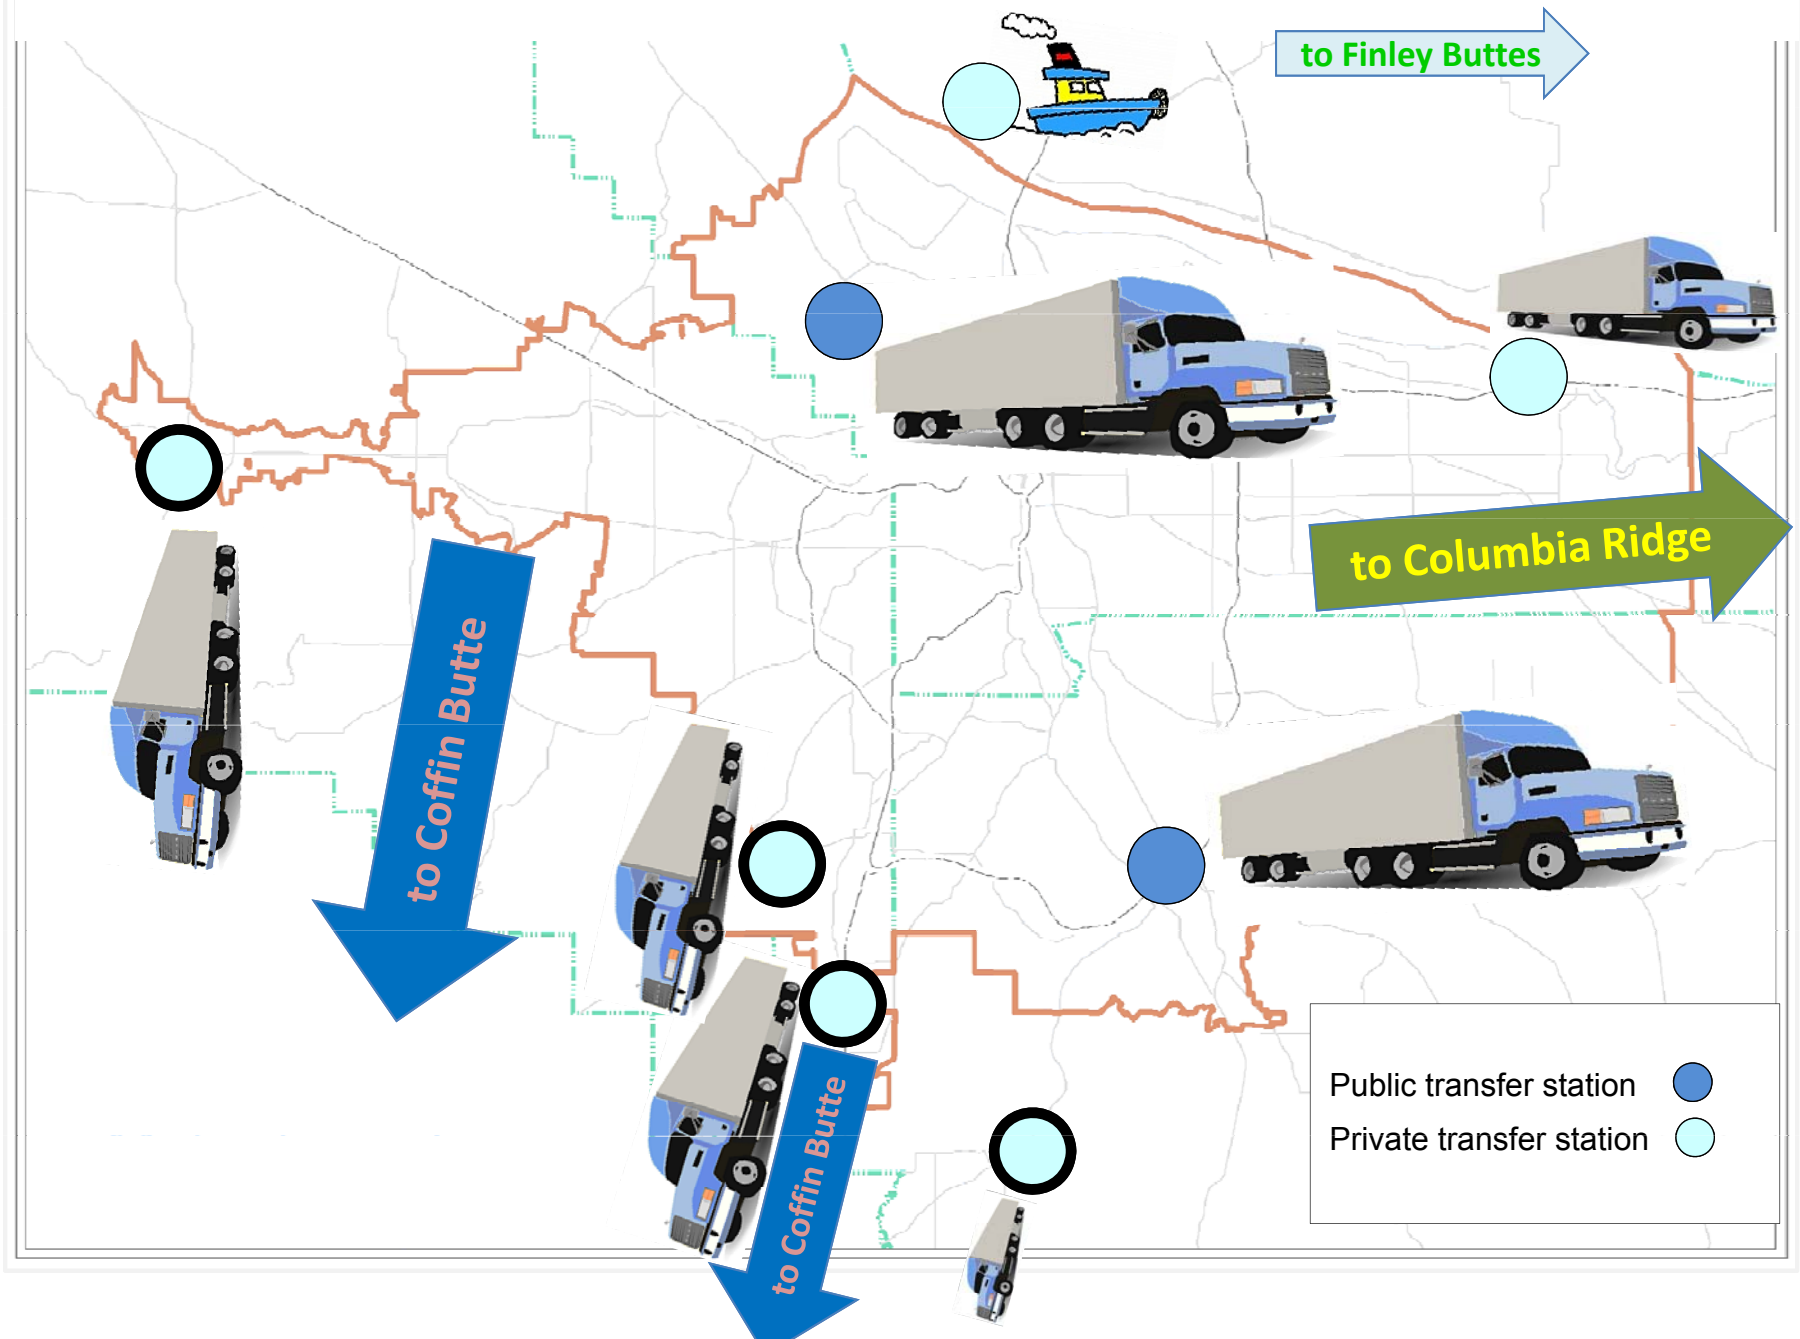 to Finley Buttes
to Columbia Ridge
to Coffin Butte
to Coffin Butte
Public transfer station
Private transfer station